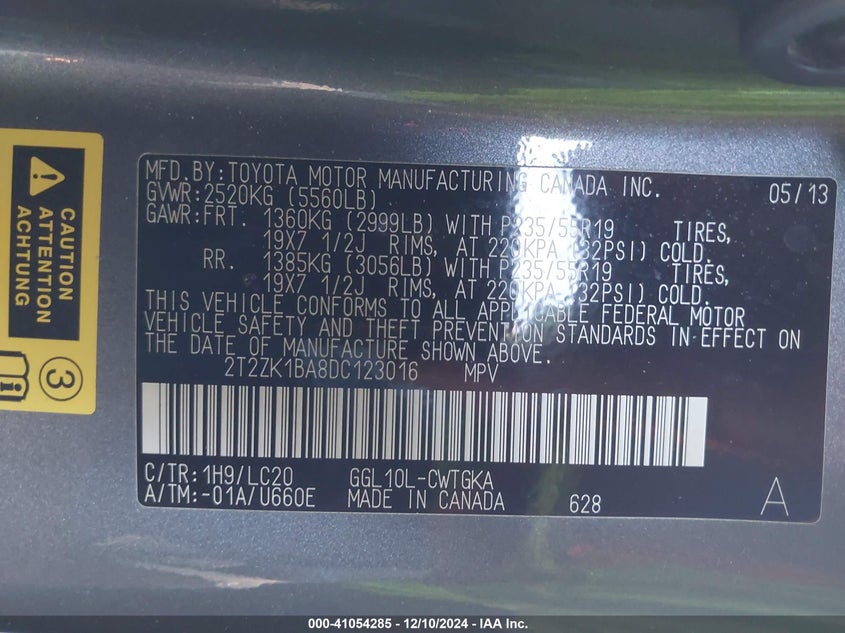 MFD.BY:TOYOTA MOTOR MANUFACTURING CANADA INC. 05/13
GVWR:2520KG (5560LB)
GAWR:FRT. 1360KG (2999LB) WITH P235/55R19 TIRES,
19X7 1/2J RIMS, AT 220KPA (32PSI) COLD.
RR. 1385KG (3056LB) WITH P235/55R19 TIRES,
19X7 1/2J RIMS, AT 220KPA (32PSI) COLD.
THIS VEHICLE CONFORMS TO ALL APPLICABLE FEDERAL MOTOR
VEHICLE SAFETY AND THEFT PREVENTION STANDARDS IN EFFECT ON
THE DATE OF MANUFACTURE SHOWN ABOVE.
2T2ZK1BA8DC123016 MPV
C/TR:1H9/LC20 GGL10L-CWTGKA
A/TM:-01A/U660E MADE IN CANADA 628 A
CAUTION
ATTENTION
ACHTUNG
3
000-41054285 - 12/10/2024 - IAA Inc.